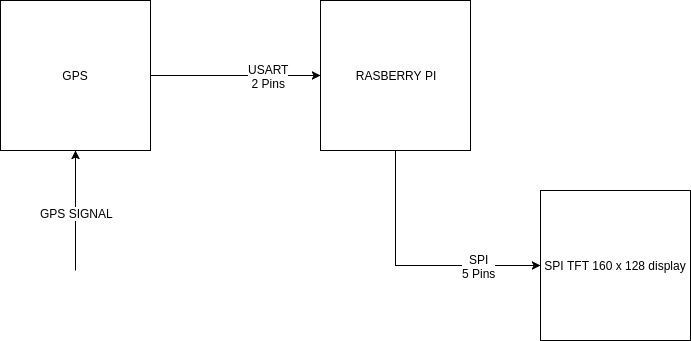 GPS
USART
2 Pins
RASBERRY PI
GPS SIGNAL
SPI
5 Pins
SPI TFT 160 x 128 display